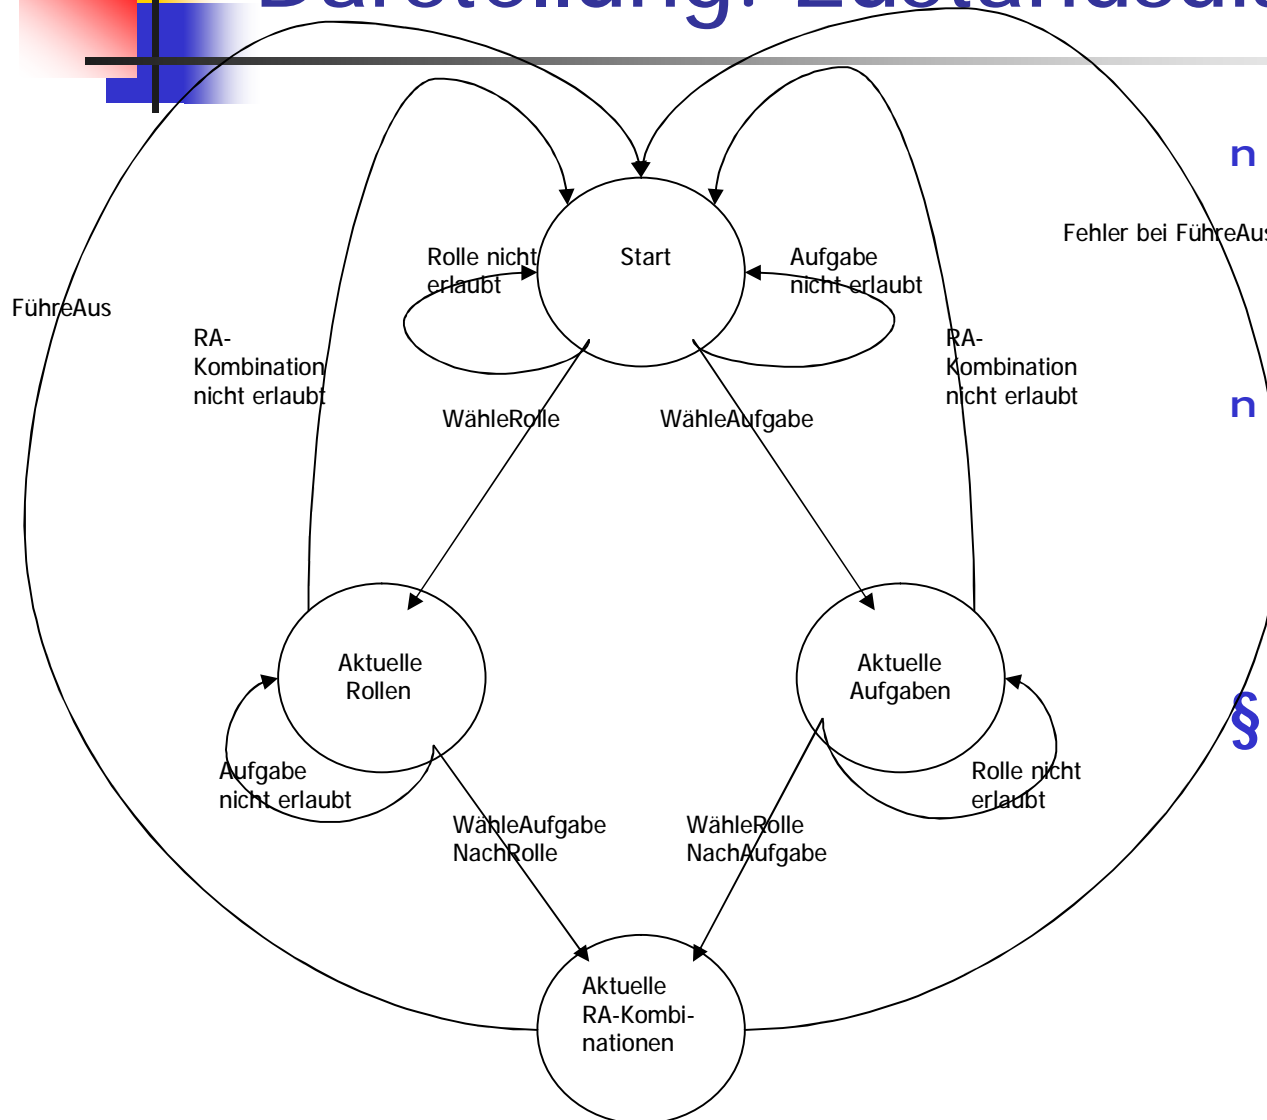 Darstellung: Zustandsdia
n
Fehler bei FühreAus
Rolle nicht
erlaubt
Start
Aufgabe
nicht erlaubt
FühreAus
RA-
Kombination
nicht erlaubt
RA-
Kombination
nicht erlaubt
n
WähleRolle
WähleAufgabe
Aktuelle
Rollen
Aktuelle
Aufgaben
§
Aufgabe
nicht erlaubt
Rolle nicht
erlaubt
WähleAufgabe
NachRolle
WähleRolle
NachAufgabe
Aktuelle
RA-Kombi-
nationen